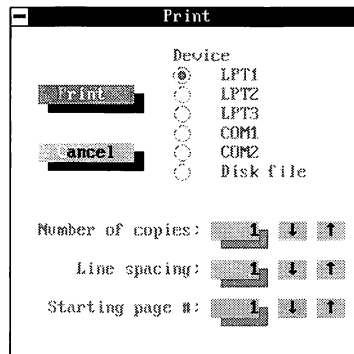 Print
Device
LPT1
Print
LPT2
LPT3
COM1
Cancel
COM2
Disk file
Number of copies: 1 ↓ ↑
Line spacing: 1 ↓ ↑
Starting page #: 1 ↓ ↑